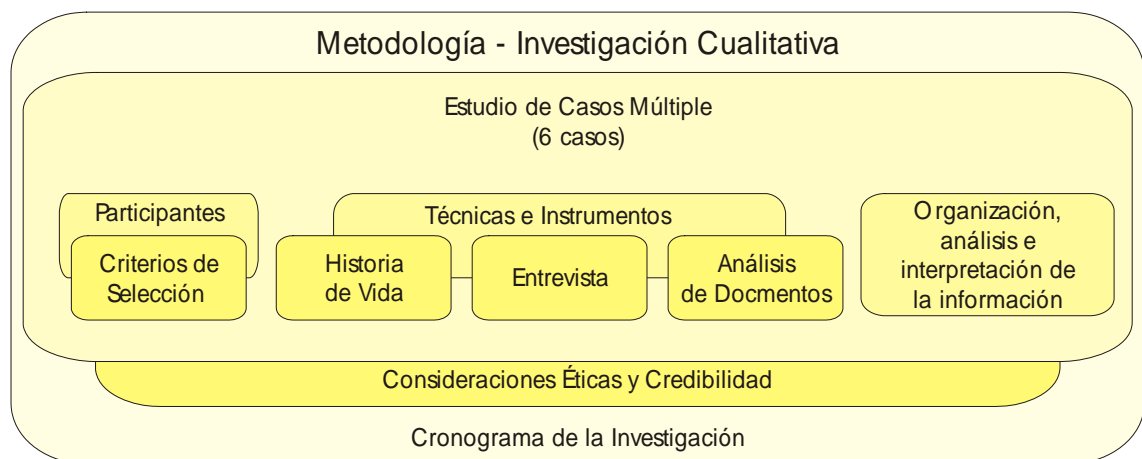 Metodología - Investigación Cualitativa
Estudio de Casos Múltiple
(6 casos)
Participantes
Criterios de
Selección
Técnicas e Instrumentos
Historia
de Vida
Entrevista
Análisis
de Docmentos
Organización,
análisis e
interpretación de
la información
Consideraciones Éticas y Credibilidad
Cronograma de la Investigación